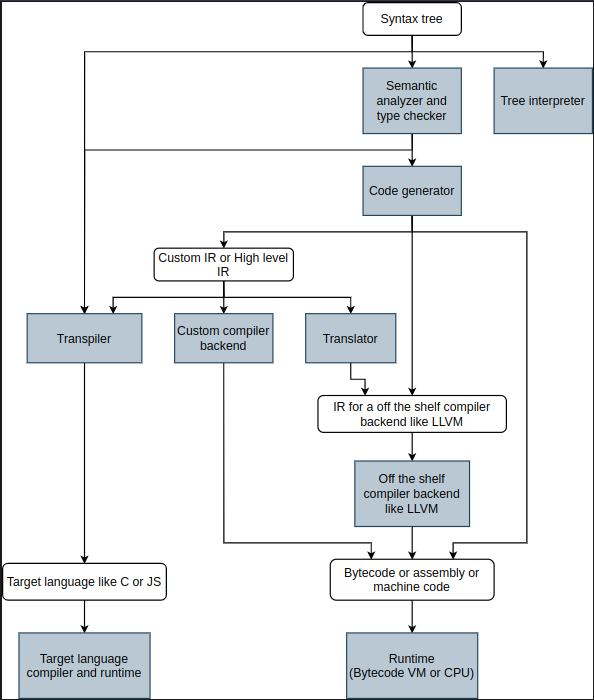 Syntax tree
Semantic
analyzer and
type checker
Tree interpreter
Code generator
Custom IR or High level
IR
Transpiler
Custom compiler
backend
Translator
IR for a off the shelf compiler
backend like LLVM
Off the shelf
compiler backend
like LLVM
Target language like C or JS
Bytecode or assembly or
machine code
Target language
compiler and runtime
Runtime
(Bytecode VM or CPU)